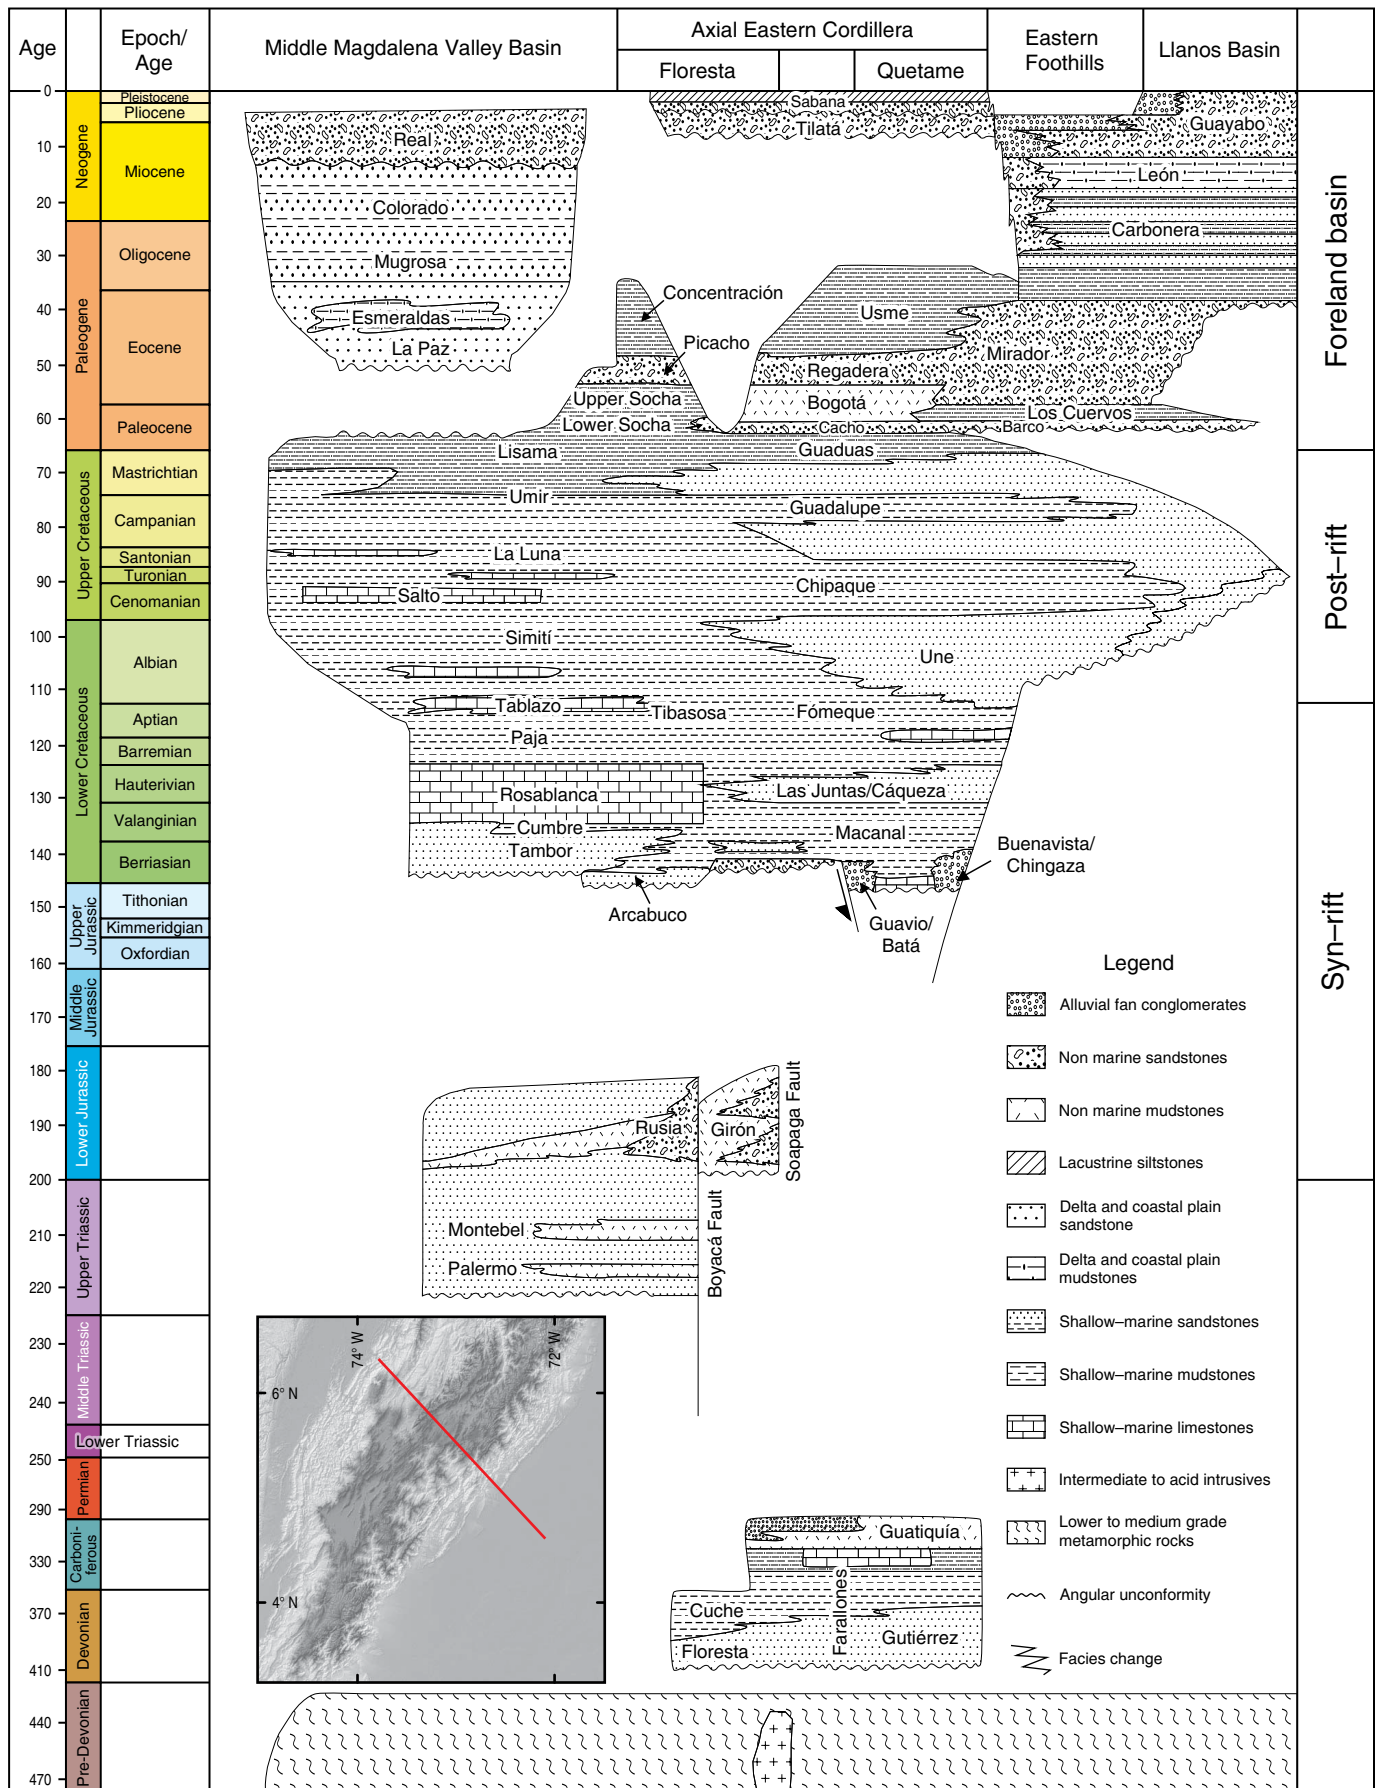 Age
Epoch/
Age
Middle Magdalena Valley Basin
Axial Eastern Cordillera
Floresta
Quetame
Eastern
Foothills
Llanos Basin
0
10
20
30
40
50
60
70
80
90
100
110
120
130
140
150
160
170
180
190
200
210
220
230
240
250
290
330
370
410
440
470
Neogene
Paleogene
Upper Cretaceous
Lower Cretaceous
Upper
Jurassic
Middle
Jurassic
Lower Jurassic
Upper Triassic
Middle Triassic
Lower Triassic
Permian
Carboni-
ferous
Devonian
Pre-Devonian
Pleistocene
Pliocene
Miocene
Oligocene
Eocene
Paleocene
Mastrichtian
Campanian
Santonian
Turonian
Cenomanian
Albian
Aptian
Barremian
Hauterivian
Valanginian
Berriasian
Tithonian
Kimmeridgian
Oxfordian
Real
Colorado
Mugrosa
Esmeraldas
La Paz
Sabana
Tilatá
Guayabo
León
Carbonera
Concentración
Picacho
Usme
Mirador
Regadera
Upper Socha
Bogotá
Los Cuervos
Lower Socha
Cacho
Barco
Lisama
Guaduas
Umir
Guadalupe
La Luna
Chipaque
Salto
Simití
Une
Tablazo
Tibasosa
Fómeque
Paja
Rosablanca
Las Juntas/Cáqueza
Cumbre
Macanal
Tambor
Buenavista/
Chingaza
Arcabuco
Guavio/
Batá
Rusia
Girón
Soapaga Fault
Montebel
Palermo
Boyacá Fault
Guatiquía
Farallones
Cuche
Gutiérrez
Floresta
Foreland basin
Post–rift
Syn–rift
74° W
72° W
6° N
4° N
Legend
Alluvial fan conglomerates
Non marine sandstones
Non marine mudstones
Lacustrine siltstones
Delta and coastal plain
sandstone
Delta and coastal plain
mudstones
Shallow–marine sandstones
Shallow–marine mudstones
Shallow–marine limestones
Intermediate to acid intrusives
Lower to medium grade
metamorphic rocks
Angular unconformity
Facies change